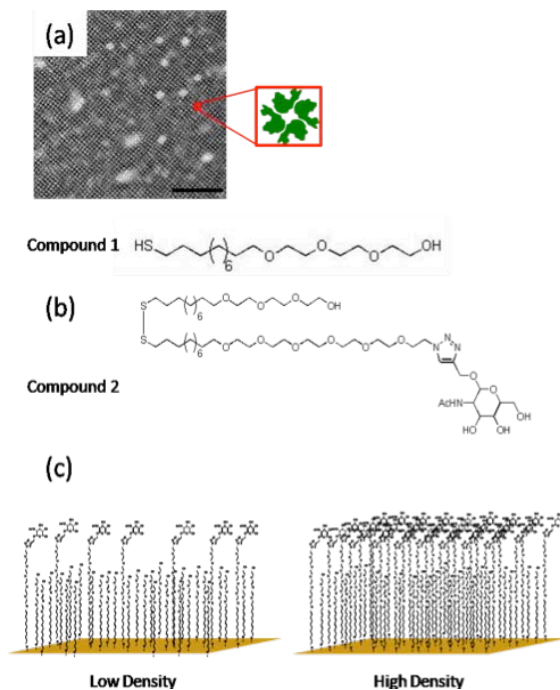 (a)
Compound 1
HS
6
O
O
O
OH
(b)
S
6
O
O
O
OH
S
6
O
O
O
O
O
O
N
N
N
Compound 2
O
O
AcHN
OH
HO
OH
(c)
Low Density
High Density